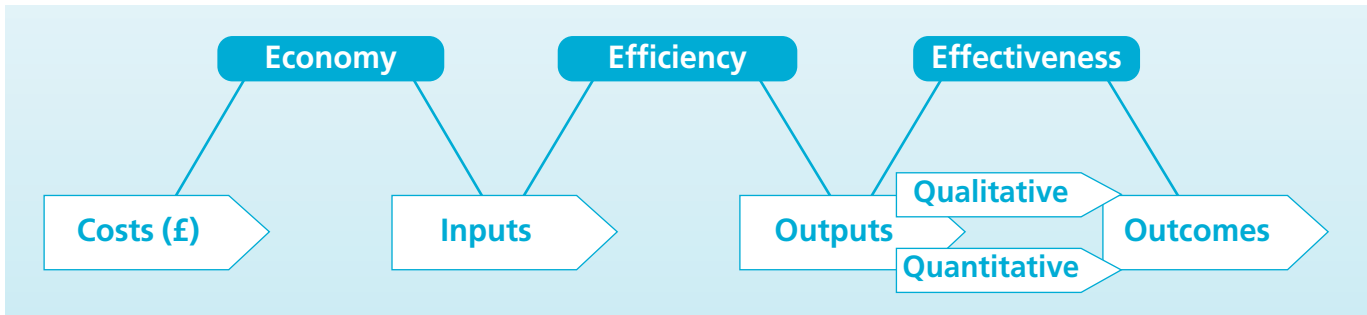 Economy
Efficiency
Effectiveness
Costs (£)
Inputs
Outputs
Qualitative
Quantitative
Outcomes